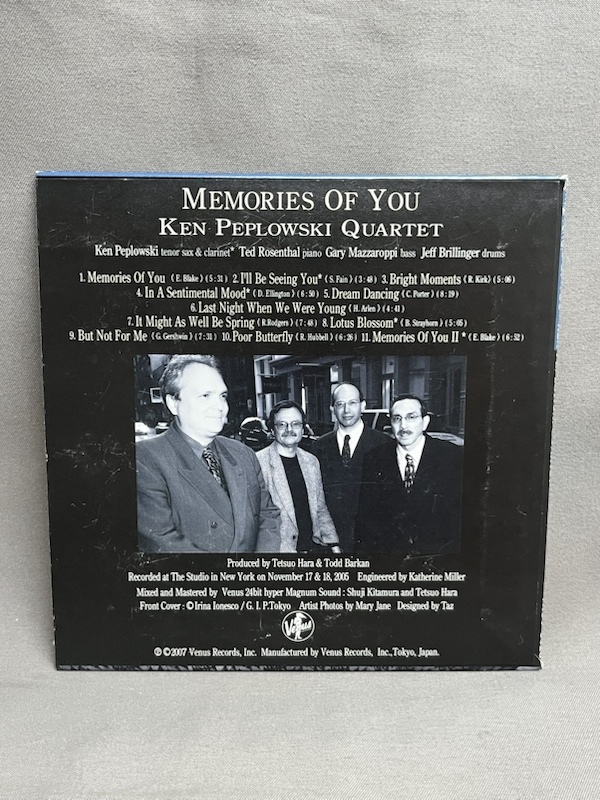 MEMORIES OF YOU
KEN PEPLOWSKI QUARTET
Ken Peplowski tenor sax & clarinet* Ted Rosenthal piano Gary Mazzaroppi bass Jeff Brillinger drums
1. Memories Of You (E. Blake) (5:31) 2. I'll Be Seeing You* (S. Fain) (3:48) 3. Bright Moments (R. Kirk) (5:06)
4. In A Sentimental Mood* (D. Ellington) (6:50) 5. Dream Dancing (C. Porter) (8:19)
6. Last Night When We Were Young (H. Arlen) (4:41)
7. It Might As Well Be Spring (R.Rodgers) (7:48) 8. Lotus Blossom* (B. Strayhorn) (5:05)
9. But Not For Me (G. Gershwin) (7:31) 10. Poor Butterfly (R. Hubbell) (6:26) 11. Memories Of You II * (E. Blake) (6:32)
Produced by Tetsuo Hara & Todd Barkan
Recorded at The Studio in New York on November 17 & 18, 2005 Engineered by Katherine Miller
Mixed and Mastered by Venus 24bit hyper Magnum Sound : Shuji Kitamura and Tetsuo Hara
Front Cover : ©Irina Ionesco / G. I. P.Tokyo Artist Photos by Mary Jane Designed by Taz
Venus
℗©2007 Venus Records, Inc. Manufactured by Venus Records, Inc.,Tokyo, Japan.